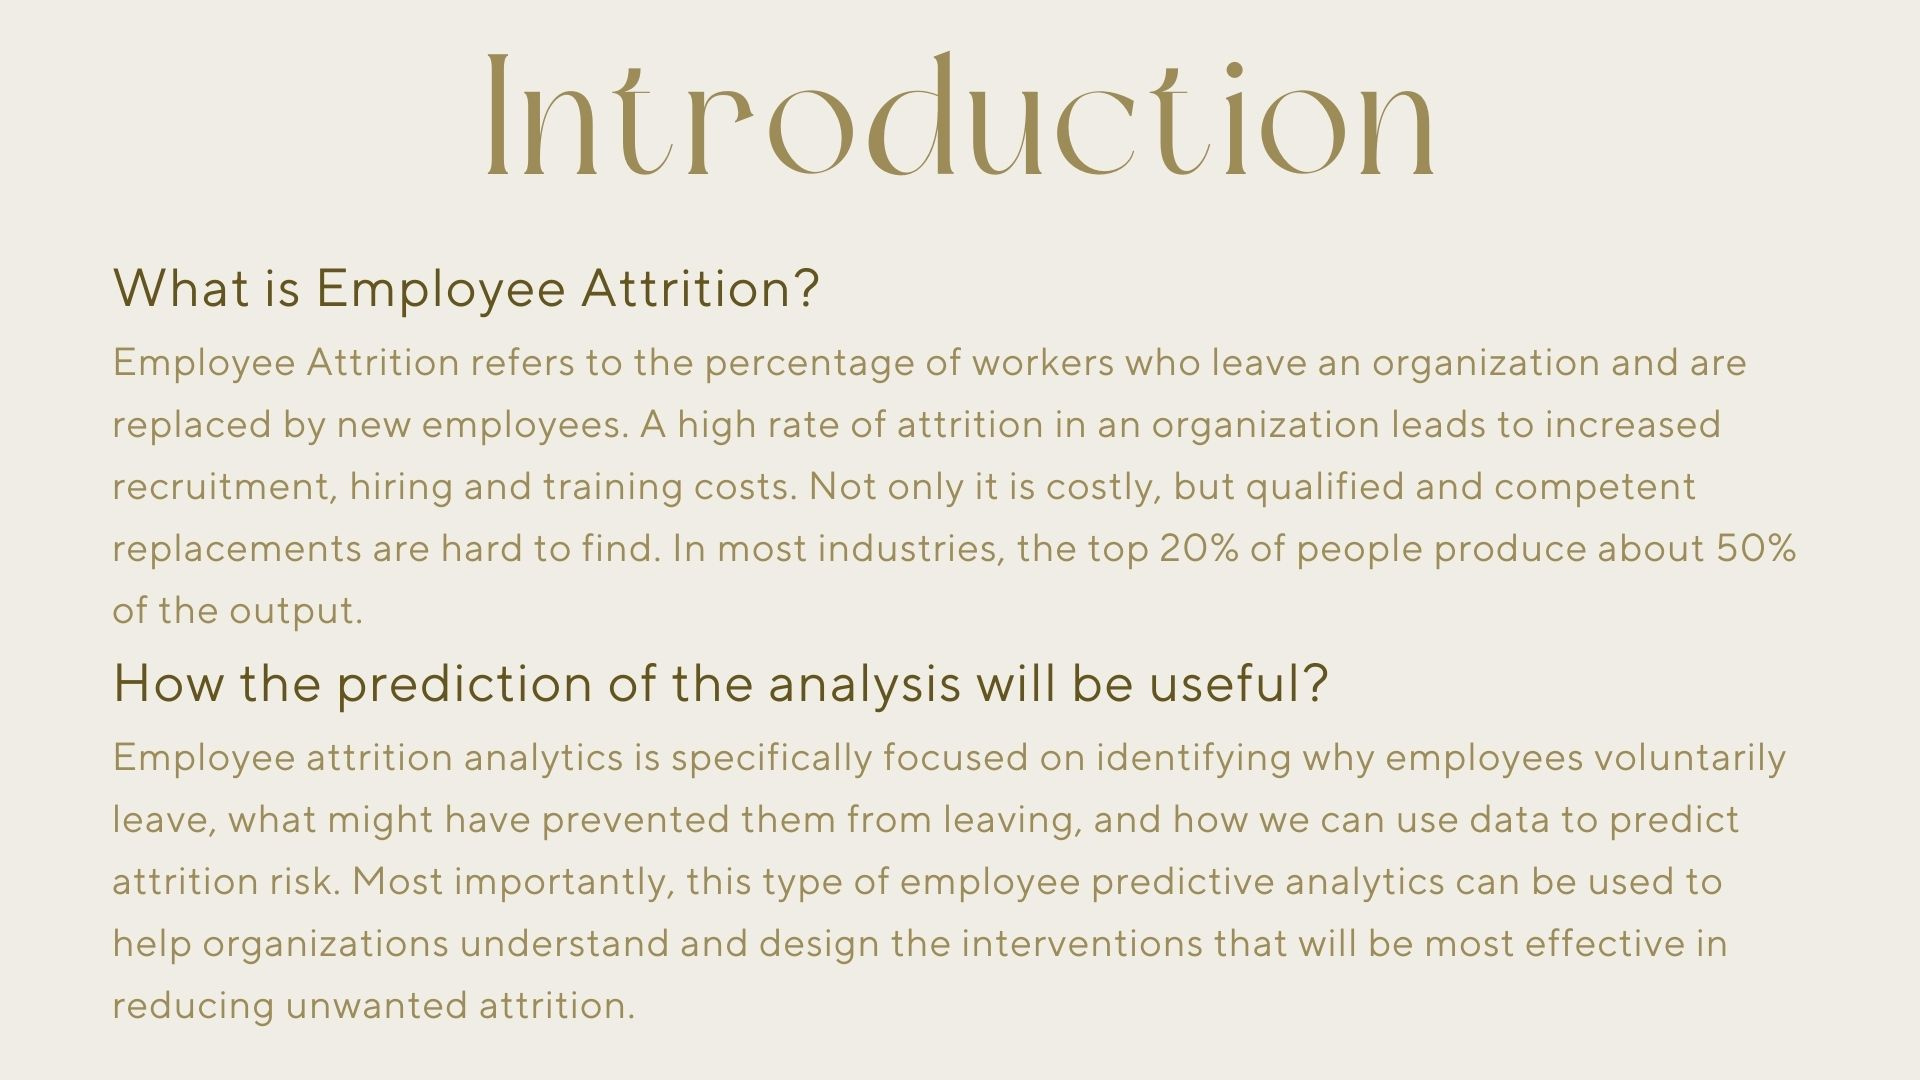 Introduction
What is Employee Attrition?
Employee Attrition refers to the percentage of workers who leave an organization and are
replaced by new employees. A high rate of attrition in an organization leads to increased
recruitment, hiring and training costs. Not only it is costly, but qualified and competent
replacements are hard to find. In most industries, the top 20% of people produce about 50%
of the output.
How the prediction of the analysis will be useful?
Employee attrition analytics is specifically focused on identifying why employees voluntarily
leave, what might have prevented them from leaving, and how we can use data to predict
attrition risk. Most importantly, this type of employee predictive analytics can be used to
help organizations understand and design the interventions that will be most effective in
reducing unwanted attrition.